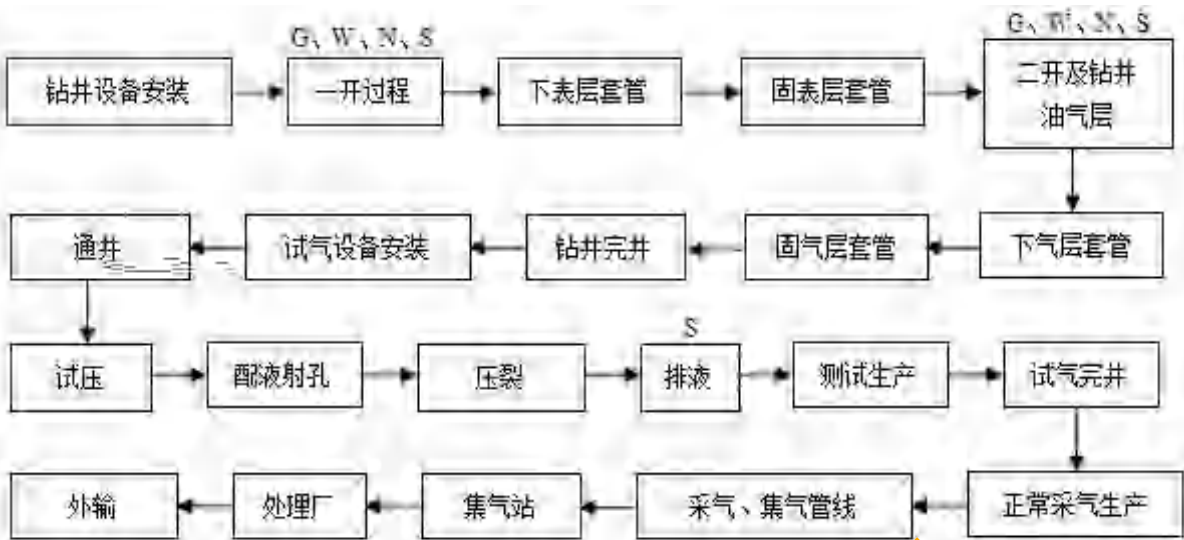 G、W、N、S
G、W、N、S
钻井设备安装
一开过程
下表层套管
固表层套管
二开及钻井
油气层
通井
试气设备安装
钻井完井
固气层套管
下气层套管
S
试压
配液射孔
压裂
排液
测试生产
试气完井
外输
处理厂
集气站
采气、集气管线
正常采气生产